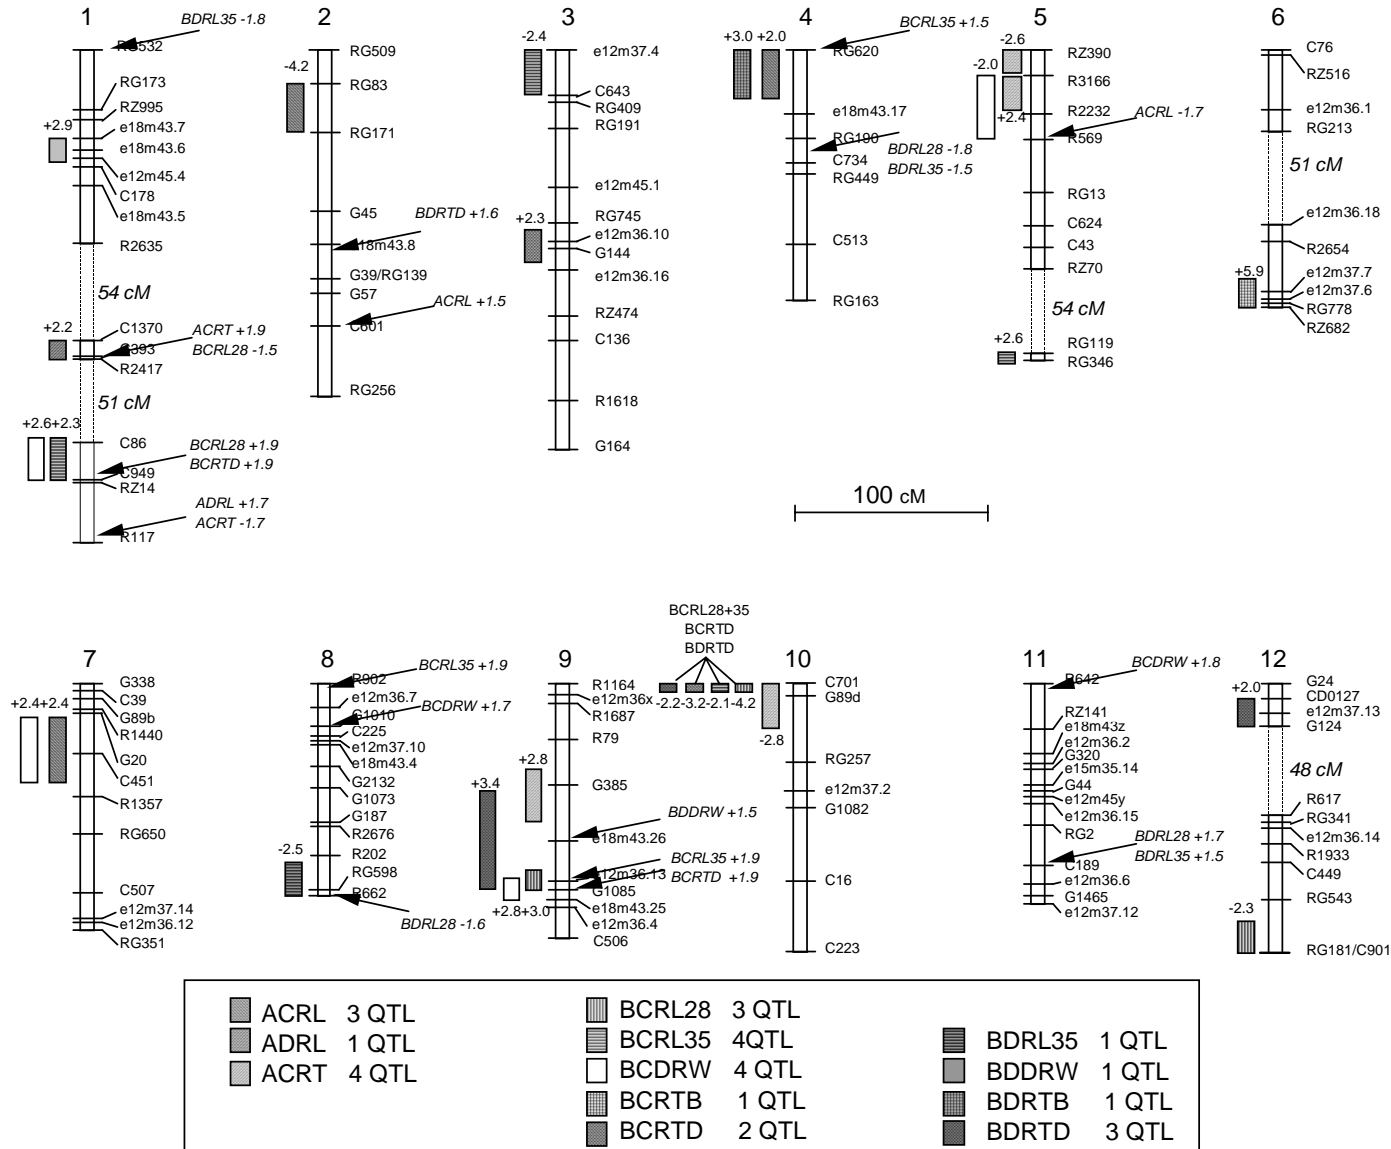 1
BDRL35 -1.8
RG532
RG173
RZ995
e18m43.7
+2.9
e18m43.6
e12m45.4
C178
e18m43.5
R2635
54 cM
+2.2
C1370
C393
R2417
ACRT +1.9
BCRL28 -1.5
51 cM
+2.6+2.3
C86
C949
RZ14
BCRL28 +1.9
BCRTD +1.9
ADRL +1.7
ACRT -1.7
R117
2
RG509
-4.2
RG83
RG171
G45
BDRTD +1.6
e18m43.8
G39/RG139
G57
ACRL +1.5
C601
RG256
3
-2.4
e12m37.4
C643
RG409
RG191
e12m45.1
+2.3
RG745
e12m36.10
G144
e12m36.16
RZ474
C136
R1618
G164
4
BCRL35 +1.5
+3.0 +2.0
RG620
e18m43.17
RG190
BDRL28 -1.8
BDRL35 -1.5
C734
RG449
C513
RG163
100 cM
5
-2.6
RZ390
-2.0
R3166
R2232
+2.4
ACRL -1.7
R569
RG13
C624
C43
RZ70
54 cM
+2.6
RG119
RG346
6
C76
RZ516
e12m36.1
RG213
51 cM
e12m36.18
R2654
+5.9
e12m37.7
e12m37.6
RG778
RZ682
7
G338
C39
G89b
R1440
+2.4+2.4
G20
C451
R1357
RG650
C507
e12m37.14
e12m36.12
RG351
8
BCRL35 +1.9
R902
e12m36.7
G1010
BCDRW +1.7
C225
e12m37.10
e18m43.4
G2132
G1073
G187
R2676
-2.5
R202
RG598
R662
BDRL28 -1.6
9
R1164
e12m36x
R1687
R79
+2.8
+3.4
G385
BDDRW +1.5
e18m43.26
BCRL35 +1.9
e12m36.13
BCRTD +1.9
G1085
+2.8+3.0
e18m43.25
e12m36.4
C506
BCRL28+35
BCRTD
BDRTD
-2.2-3.2-2.1-4.2
10
C701
G89d
-2.8
RG257
e12m37.2
G1082
C16
C223
11
BCDRW +1.8
R642
RZ141
e18m43z
e12m36.2
G320
e15m35.14
G44
e12m45y
e12m36.15
RG2
BDRL28 +1.7
BDRL35 +1.5
C189
e12m36.6
G1465
e12m37.12
12
G24
+2.0
CD0127
e12m37.13
G124
48 cM
R617
RG341
e12m36.14
R1933
C449
RG543
-2.3
RG181/C901
ACRL 3 QTL
ADRL 1 QTL
ACRT 4 QTL
BCRL28 3 QTL
BCRL35 4QTL
BCDRW 4 QTL
BCRTB 1 QTL
BCRTD 2 QTL
BDRL35 1 QTL
BDDRW 1 QTL
BDRTB 1 QTL
BDRTD 3 QTL